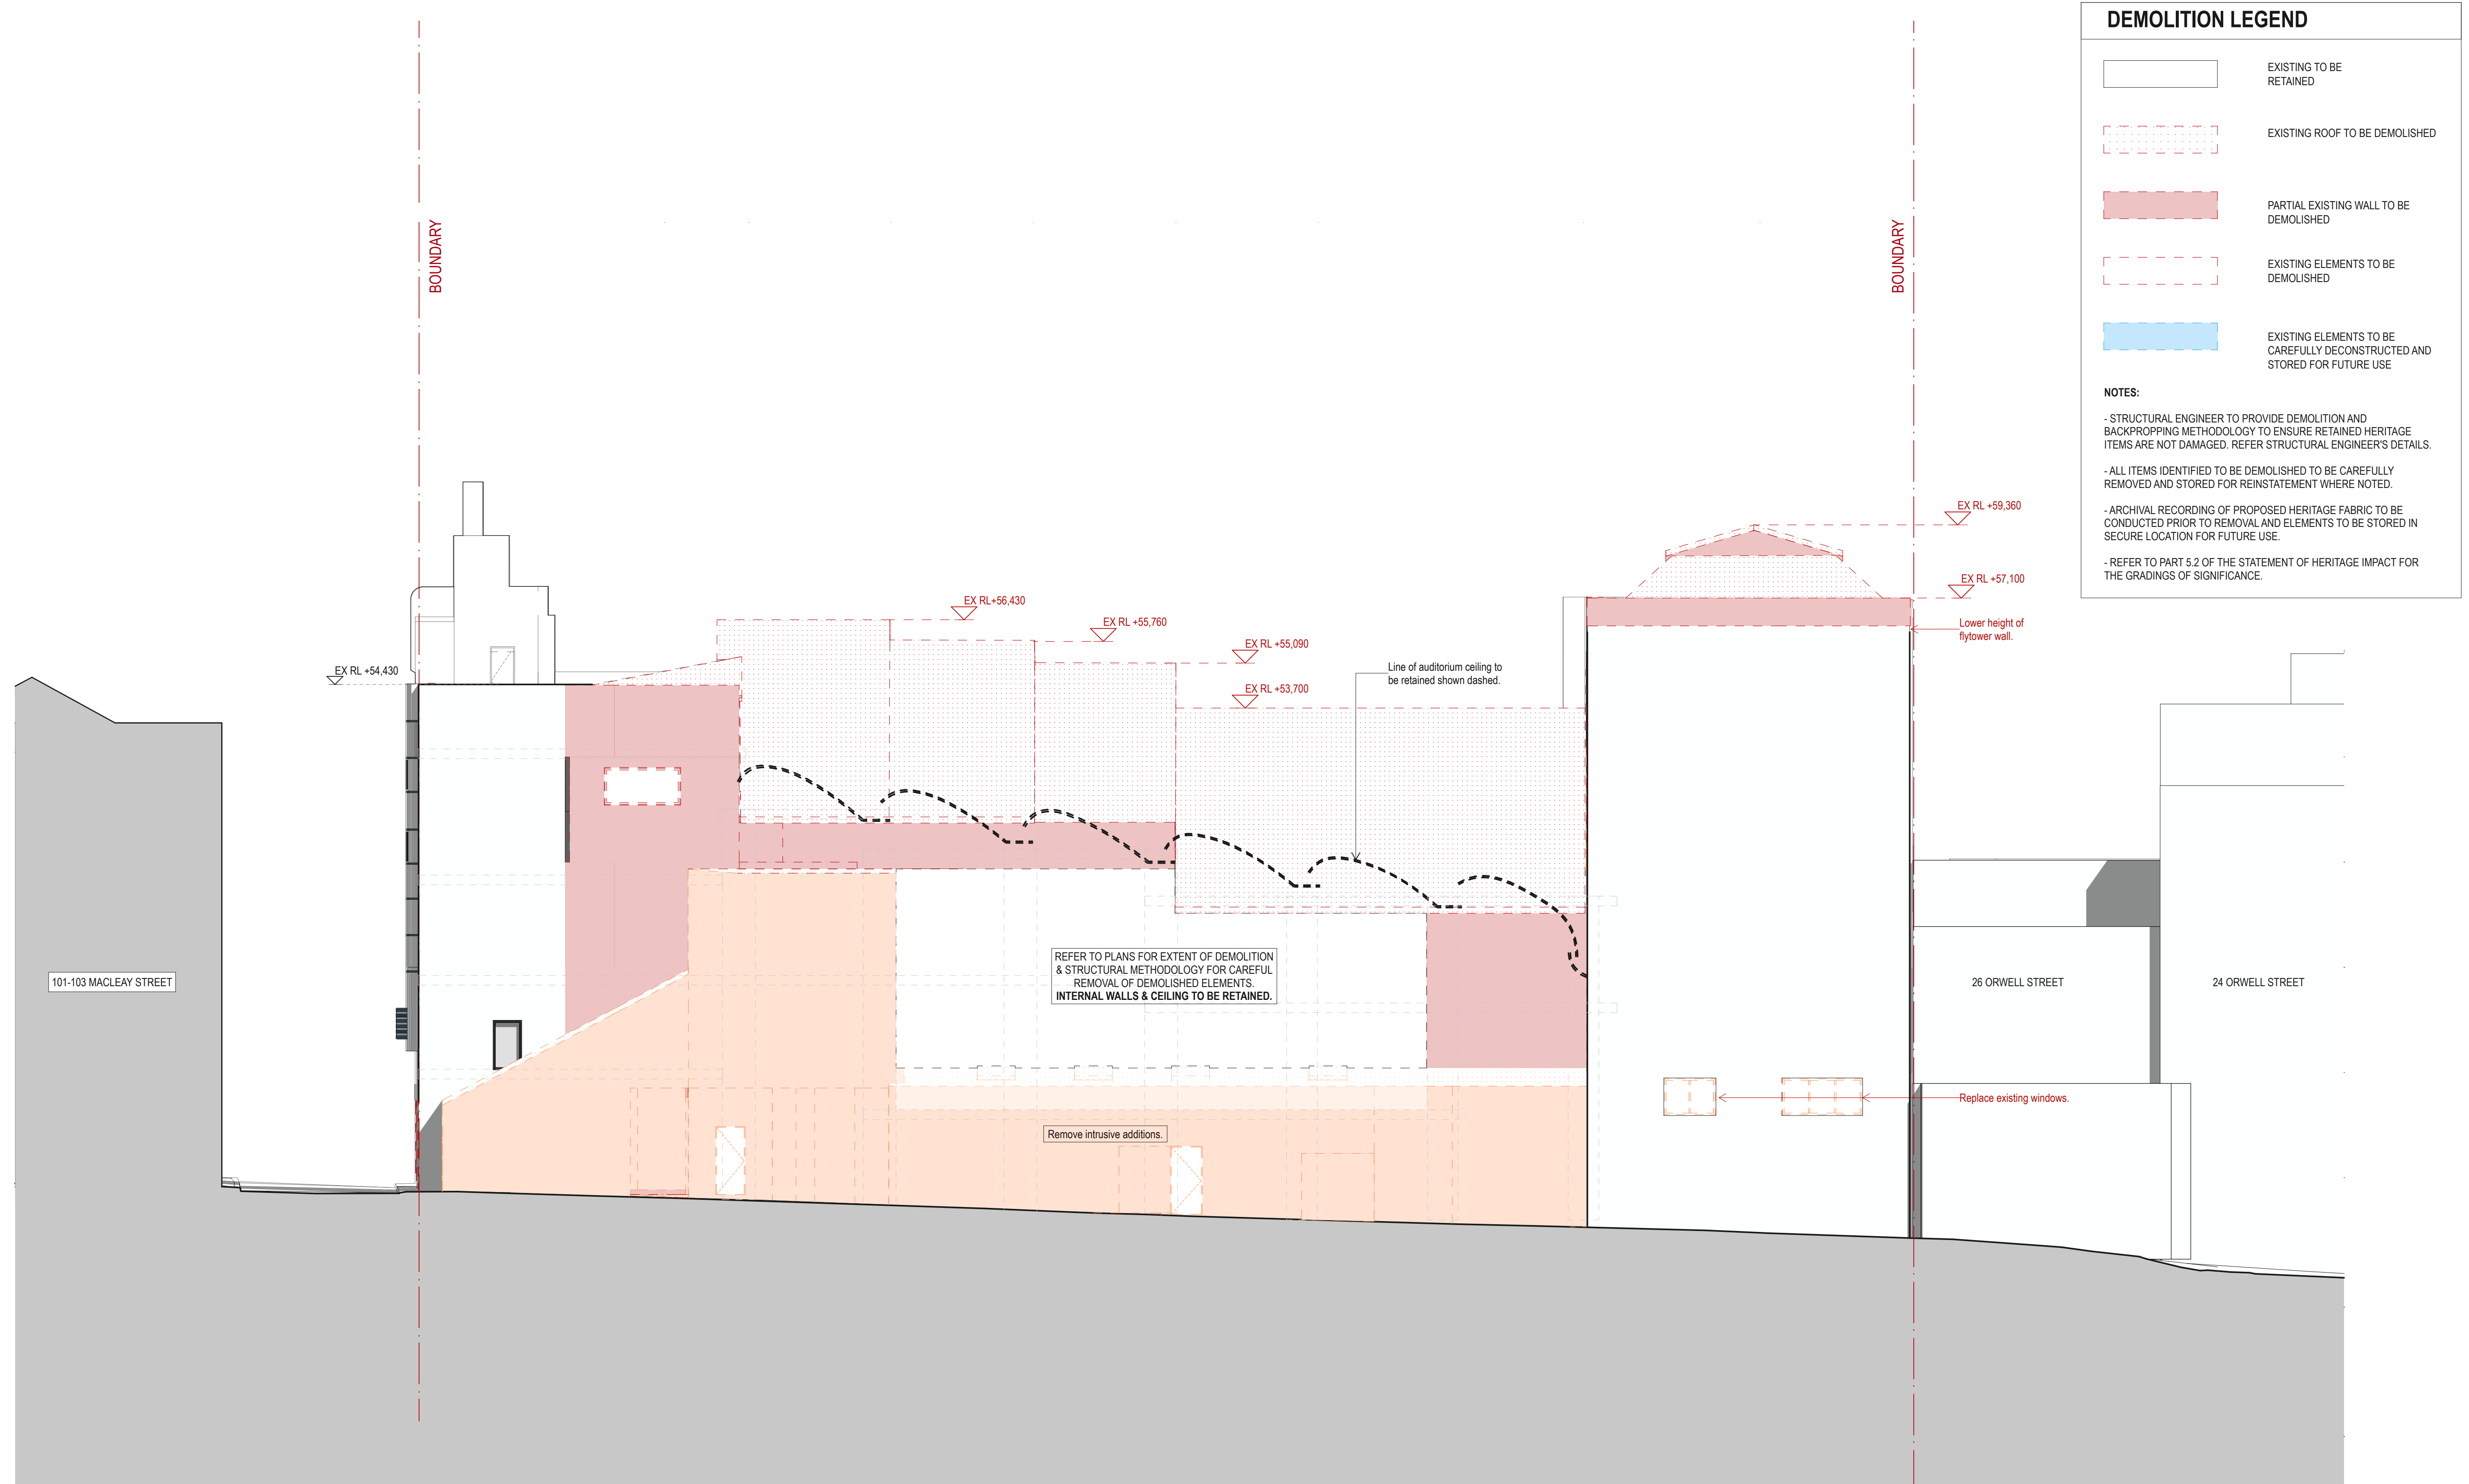 DEMOLITION LEGEND
EXISTING TO BE
RETAINED
EXISTING ROOF TO BE DEMOLISHED
PARTIAL EXISTING WALL TO BE
DEMOLISHED
EXISTING ELEMENTS TO BE
DEMOLISHED
EXISTING ELEMENTS TO BE
CAREFULLY DECONSTRUCTED AND
STORED FOR FUTURE USE
NOTES:
- STRUCTURAL ENGINEER TO PROVIDE DEMOLITION AND
BACKPROPPING METHODOLOGY TO ENSURE RETAINED HERITAGE
ITEMS ARE NOT DAMAGED. REFER STRUCTURAL ENGINEER'S DETAILS.
- ALL ITEMS IDENTIFIED TO BE DEMOLISHED TO BE CAREFULLY
REMOVED AND STORED FOR REINSTATEMENT WHERE NOTED.
- ARCHIVAL RECORDING OF PROPOSED HERITAGE FABRIC TO BE
CONDUCTED PRIOR TO REMOVAL AND ELEMENTS TO BE STORED IN
SECURE LOCATION FOR FUTURE USE.
- REFER TO PART 5.2 OF THE STATEMENT OF HERITAGE IMPACT FOR
THE GRADINGS OF SIGNIFICANCE.
BOUNDARY
BOUNDARY
EX RL +59,360
EX RL +57,100
Lower height of
flytower wall.
EX RL+56,430
EX RL +55,760
EX RL +55,090
EX RL +53,700
EX RL +54,430
Line of auditorium ceiling to
be retained shown dashed.
REFER TO PLANS FOR EXTENT OF DEMOLITION
& STRUCTURAL METHODOLOGY FOR CAREFUL
REMOVAL OF DEMOLISHED ELEMENTS.
INTERNAL WALLS & CEILING TO BE RETAINED.
101-103 MACLEAY STREET
26 ORWELL STREET
24 ORWELL STREET
Replace existing windows.
Remove intrusive additions.